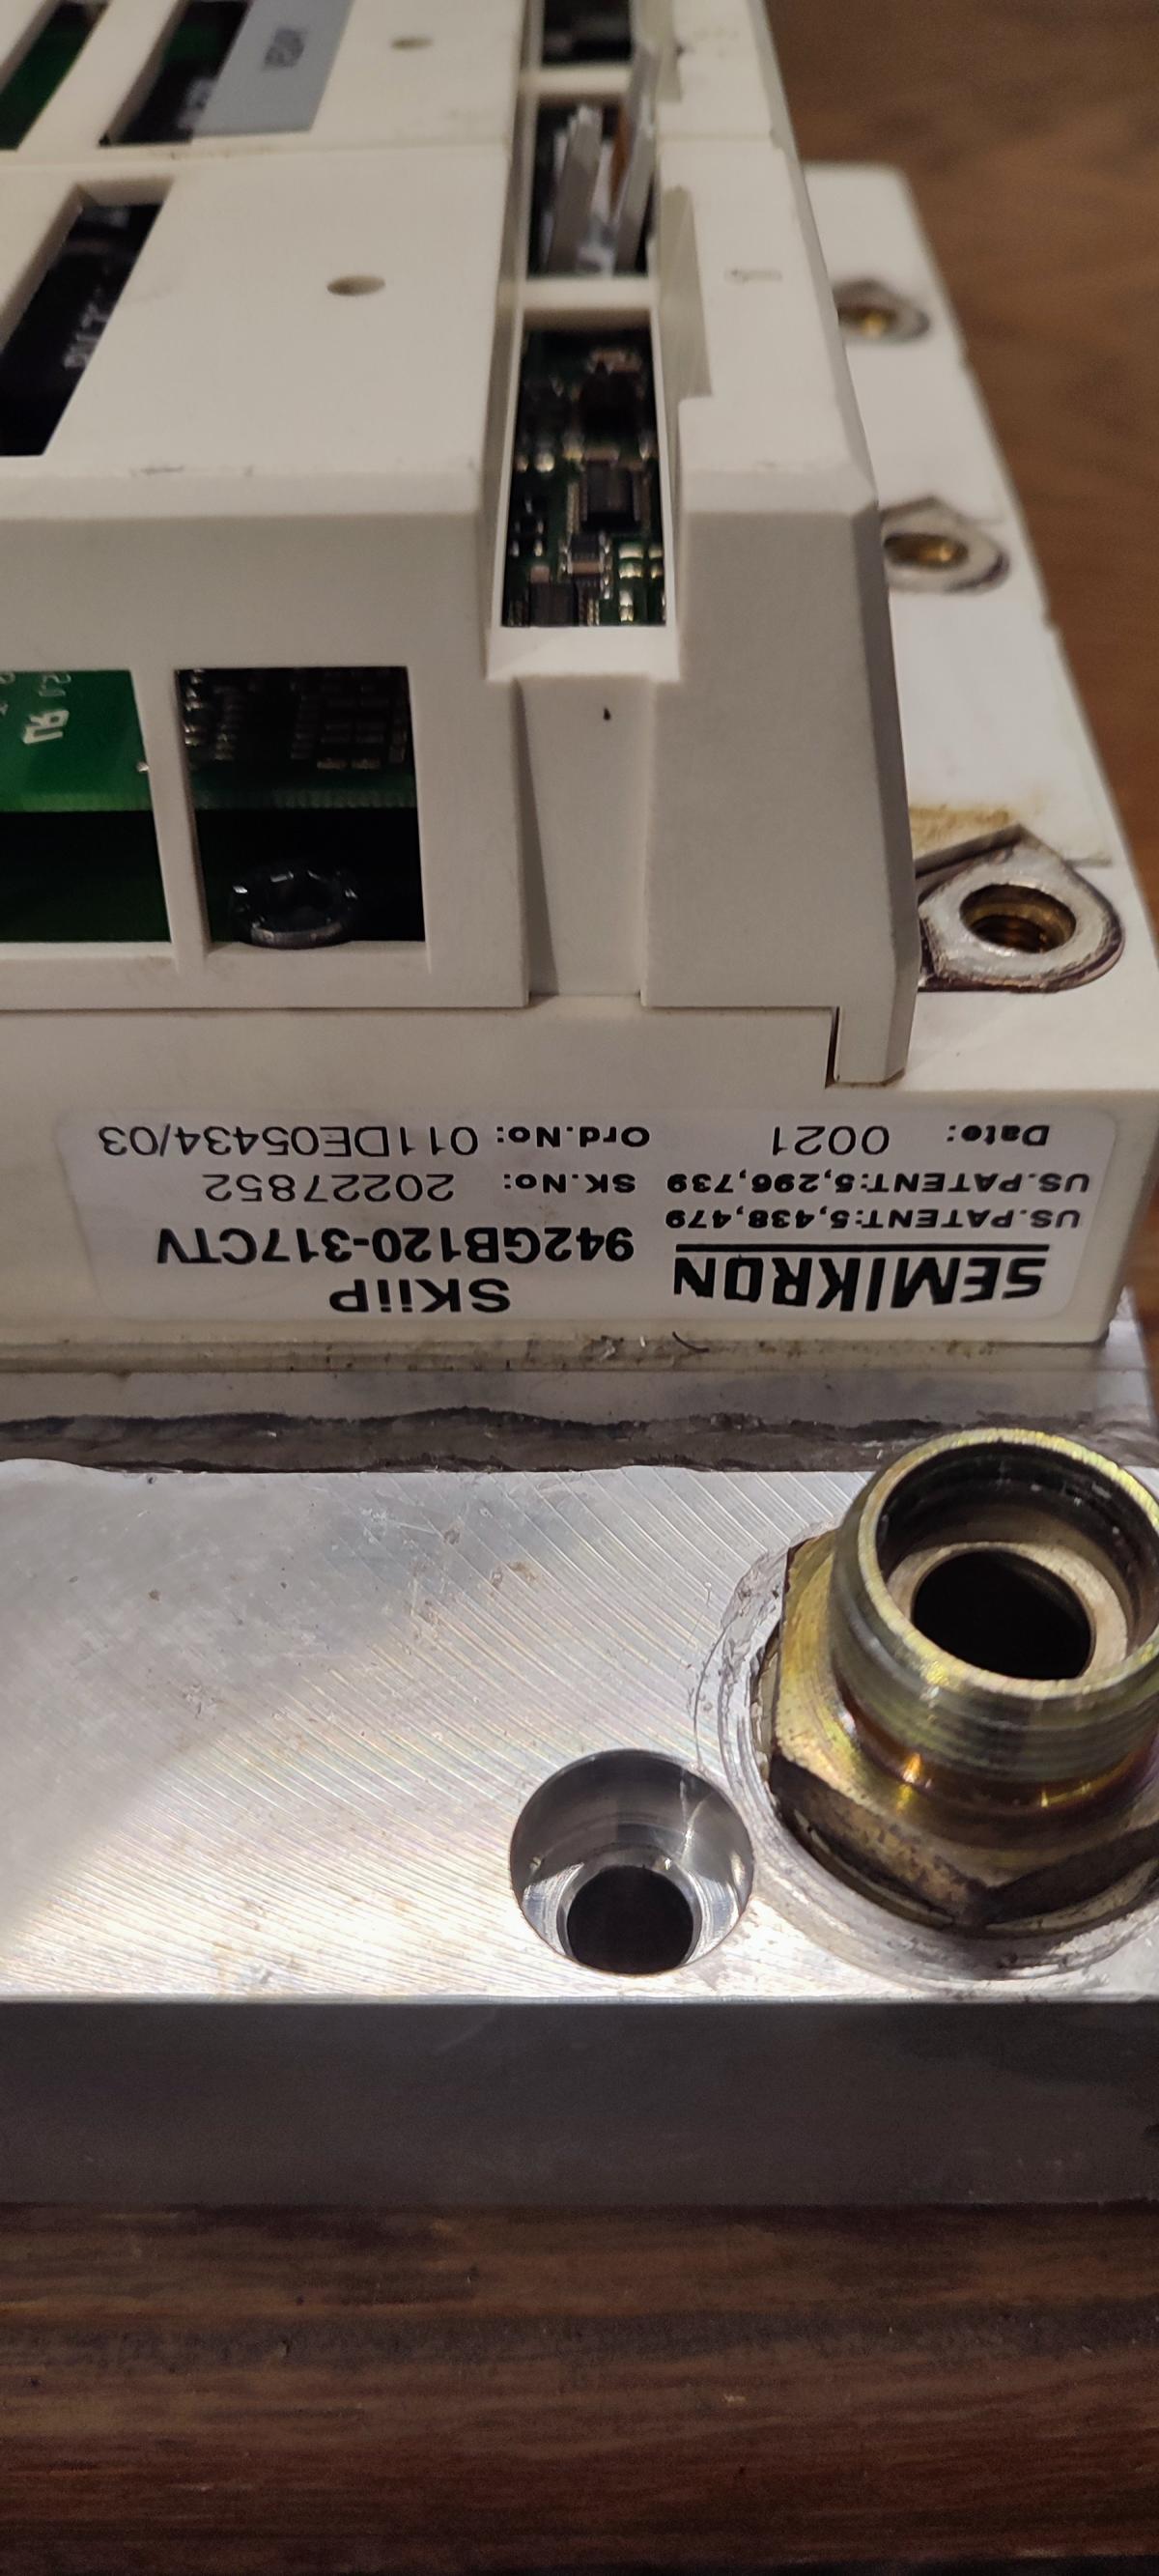 SEMIKRON
SKiiP
942GB120-317CTV
US.PATENT:5,438,479
US.PATENT:5,296,739
SK.No: 20227852
Date: 0021
Ord.No: 011DE05434/03